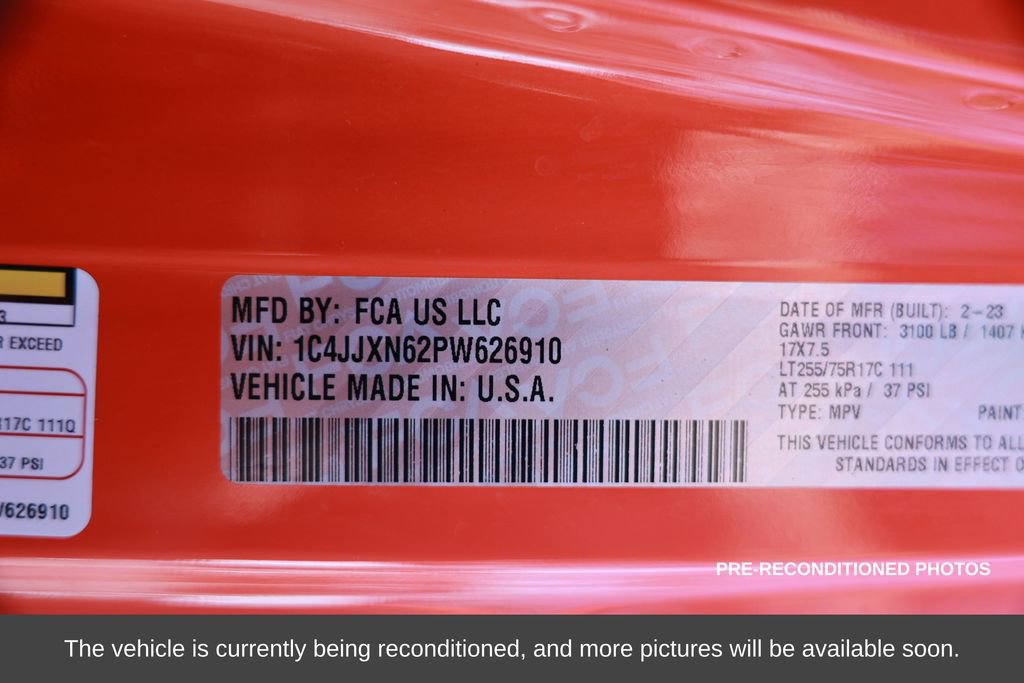 3
R EXCEED
17C 111Q
37 PSI
W626910
MFD BY: FCA US LLC
VIN: 1C4JJXN62PW626910
VEHICLE MADE IN: U.S.A.
DATE OF MFR (BUILT): 2-23
GAWR FRONT: 3100 LB / 1407
17X7.5
LT255/75R17C 111
AT 255 kPa / 37 PSI
TYPE: MPV PAINT
THIS VEHICLE CONFORMS TO ALL
STANDARDS IN EFFECT O
PRE-RECONDITIONED PHOTOS
The vehicle is currently being reconditioned, and more pictures will be available soon.